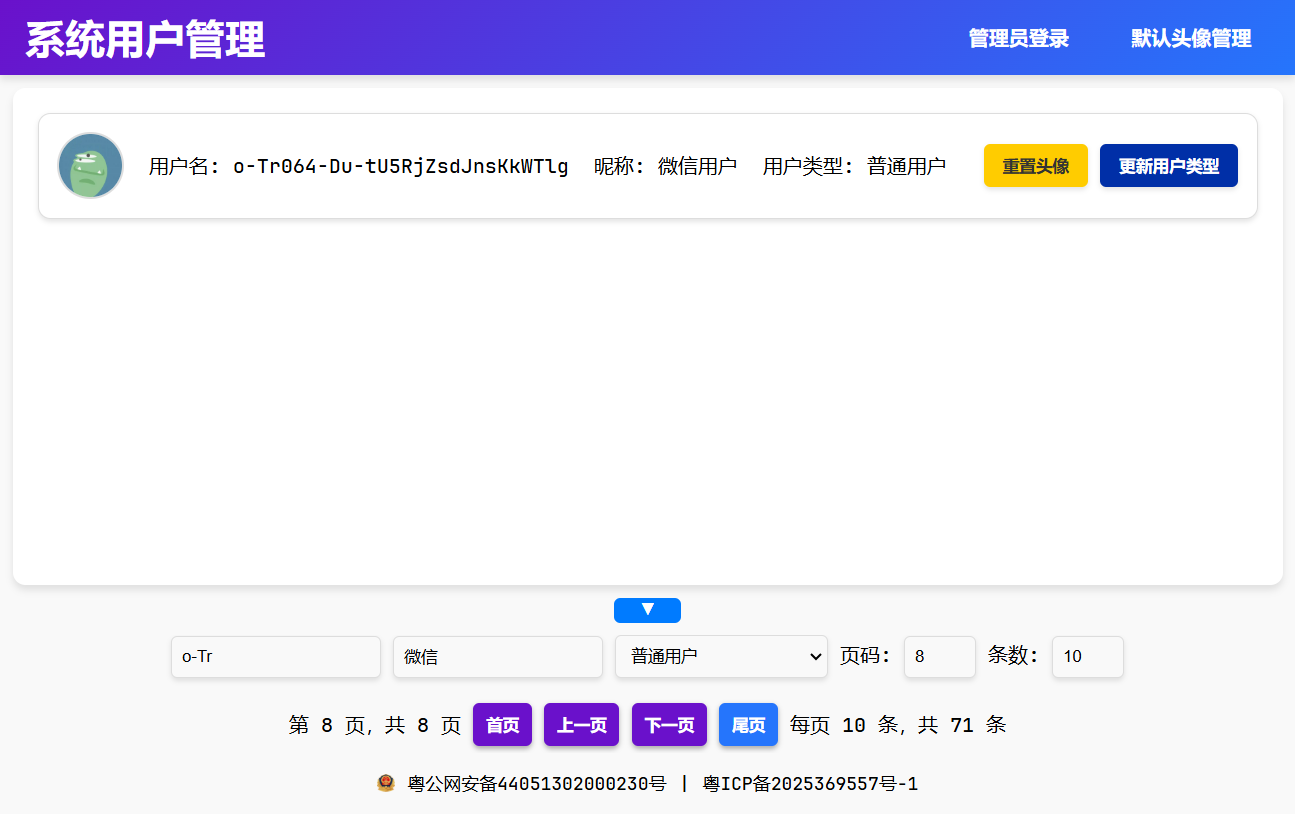 系统用户管理 管理员登录 默认头像管理
用户名: o-Tr064-Du-tU5RjZsdJnsKkWTlg 昵称: 微信用户 用户类型: 普通用户 重置头像 更新用户类型
▼
o-Tr 微信 普通用户 页码: 8 条数: 10
第 8 页, 共 8 页 首页 上一页 下一页 尾页 每页 10 条, 共 71 条
粤公网安备44051302000230号 | 粤ICP备2025369557号-1